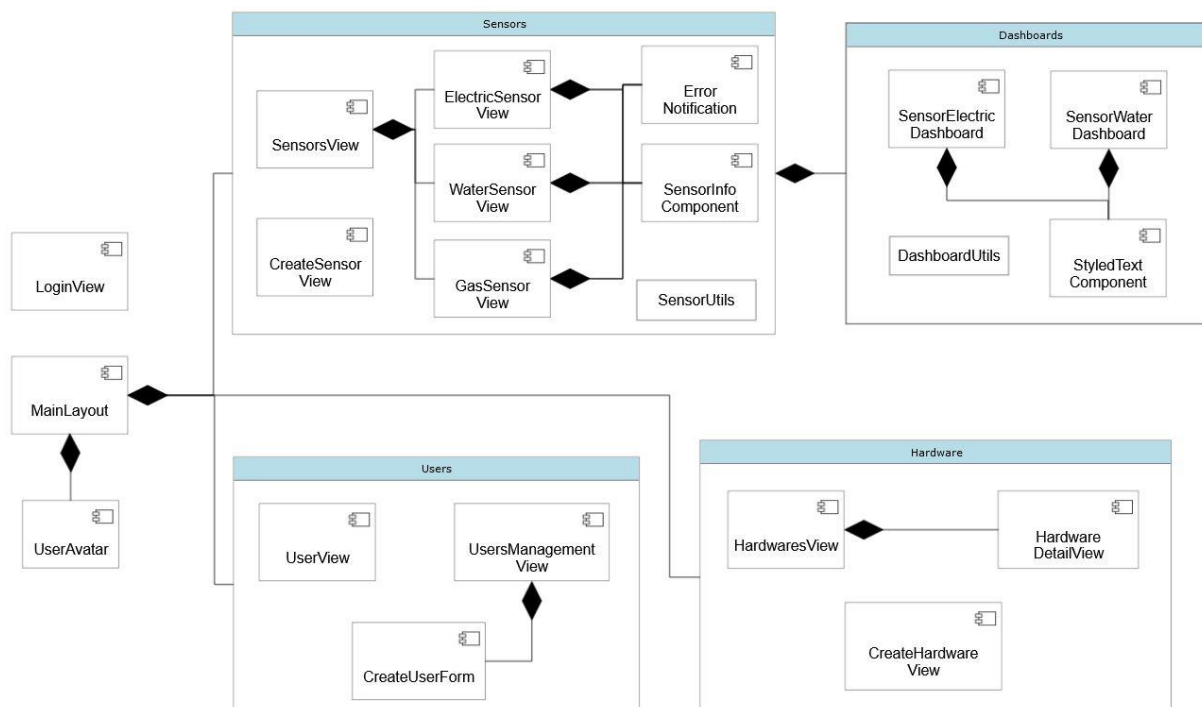 Sensors
ElectricSensor
View
Error
Notification
SensorsView
WaterSensor
View
SensorInfo
Component
CreateSensor
View
GasSensor
View
SensorUtils
Dashboards
SensorElectric
Dashboard
SensorWater
Dashboard
DashboardUtils
StyledText
Component
LoginView
MainLayout
UserAvatar
Users
UserView
UsersManagement
View
CreateUserForm
Hardware
HardwaresView
Hardware
DetailView
CreateHardware
View